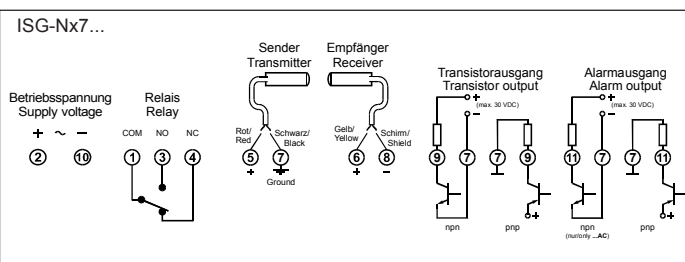 ISG-Nx7...
Sender
Transmitter
Empfänger
Receiver
Transistorausgang
Transistor output
Alarmausgang
Alarm output
Betriebsspannung
Supply voltage
Relais
Relay
+ ~ −
COM NO NC
Rot/
Red
Schwarz/
Black
Gelb/
Yellow
Schirm/
Shield
+ (max. 30 VDC)
−
+ (max. 30 VDC)
−
2 10 1 3 4 5 7 6 8 9 7 7 9 11 7 7 11
+ Ground
+ −
+
+
npn pnp npn pnp
(nur/only ...AC)